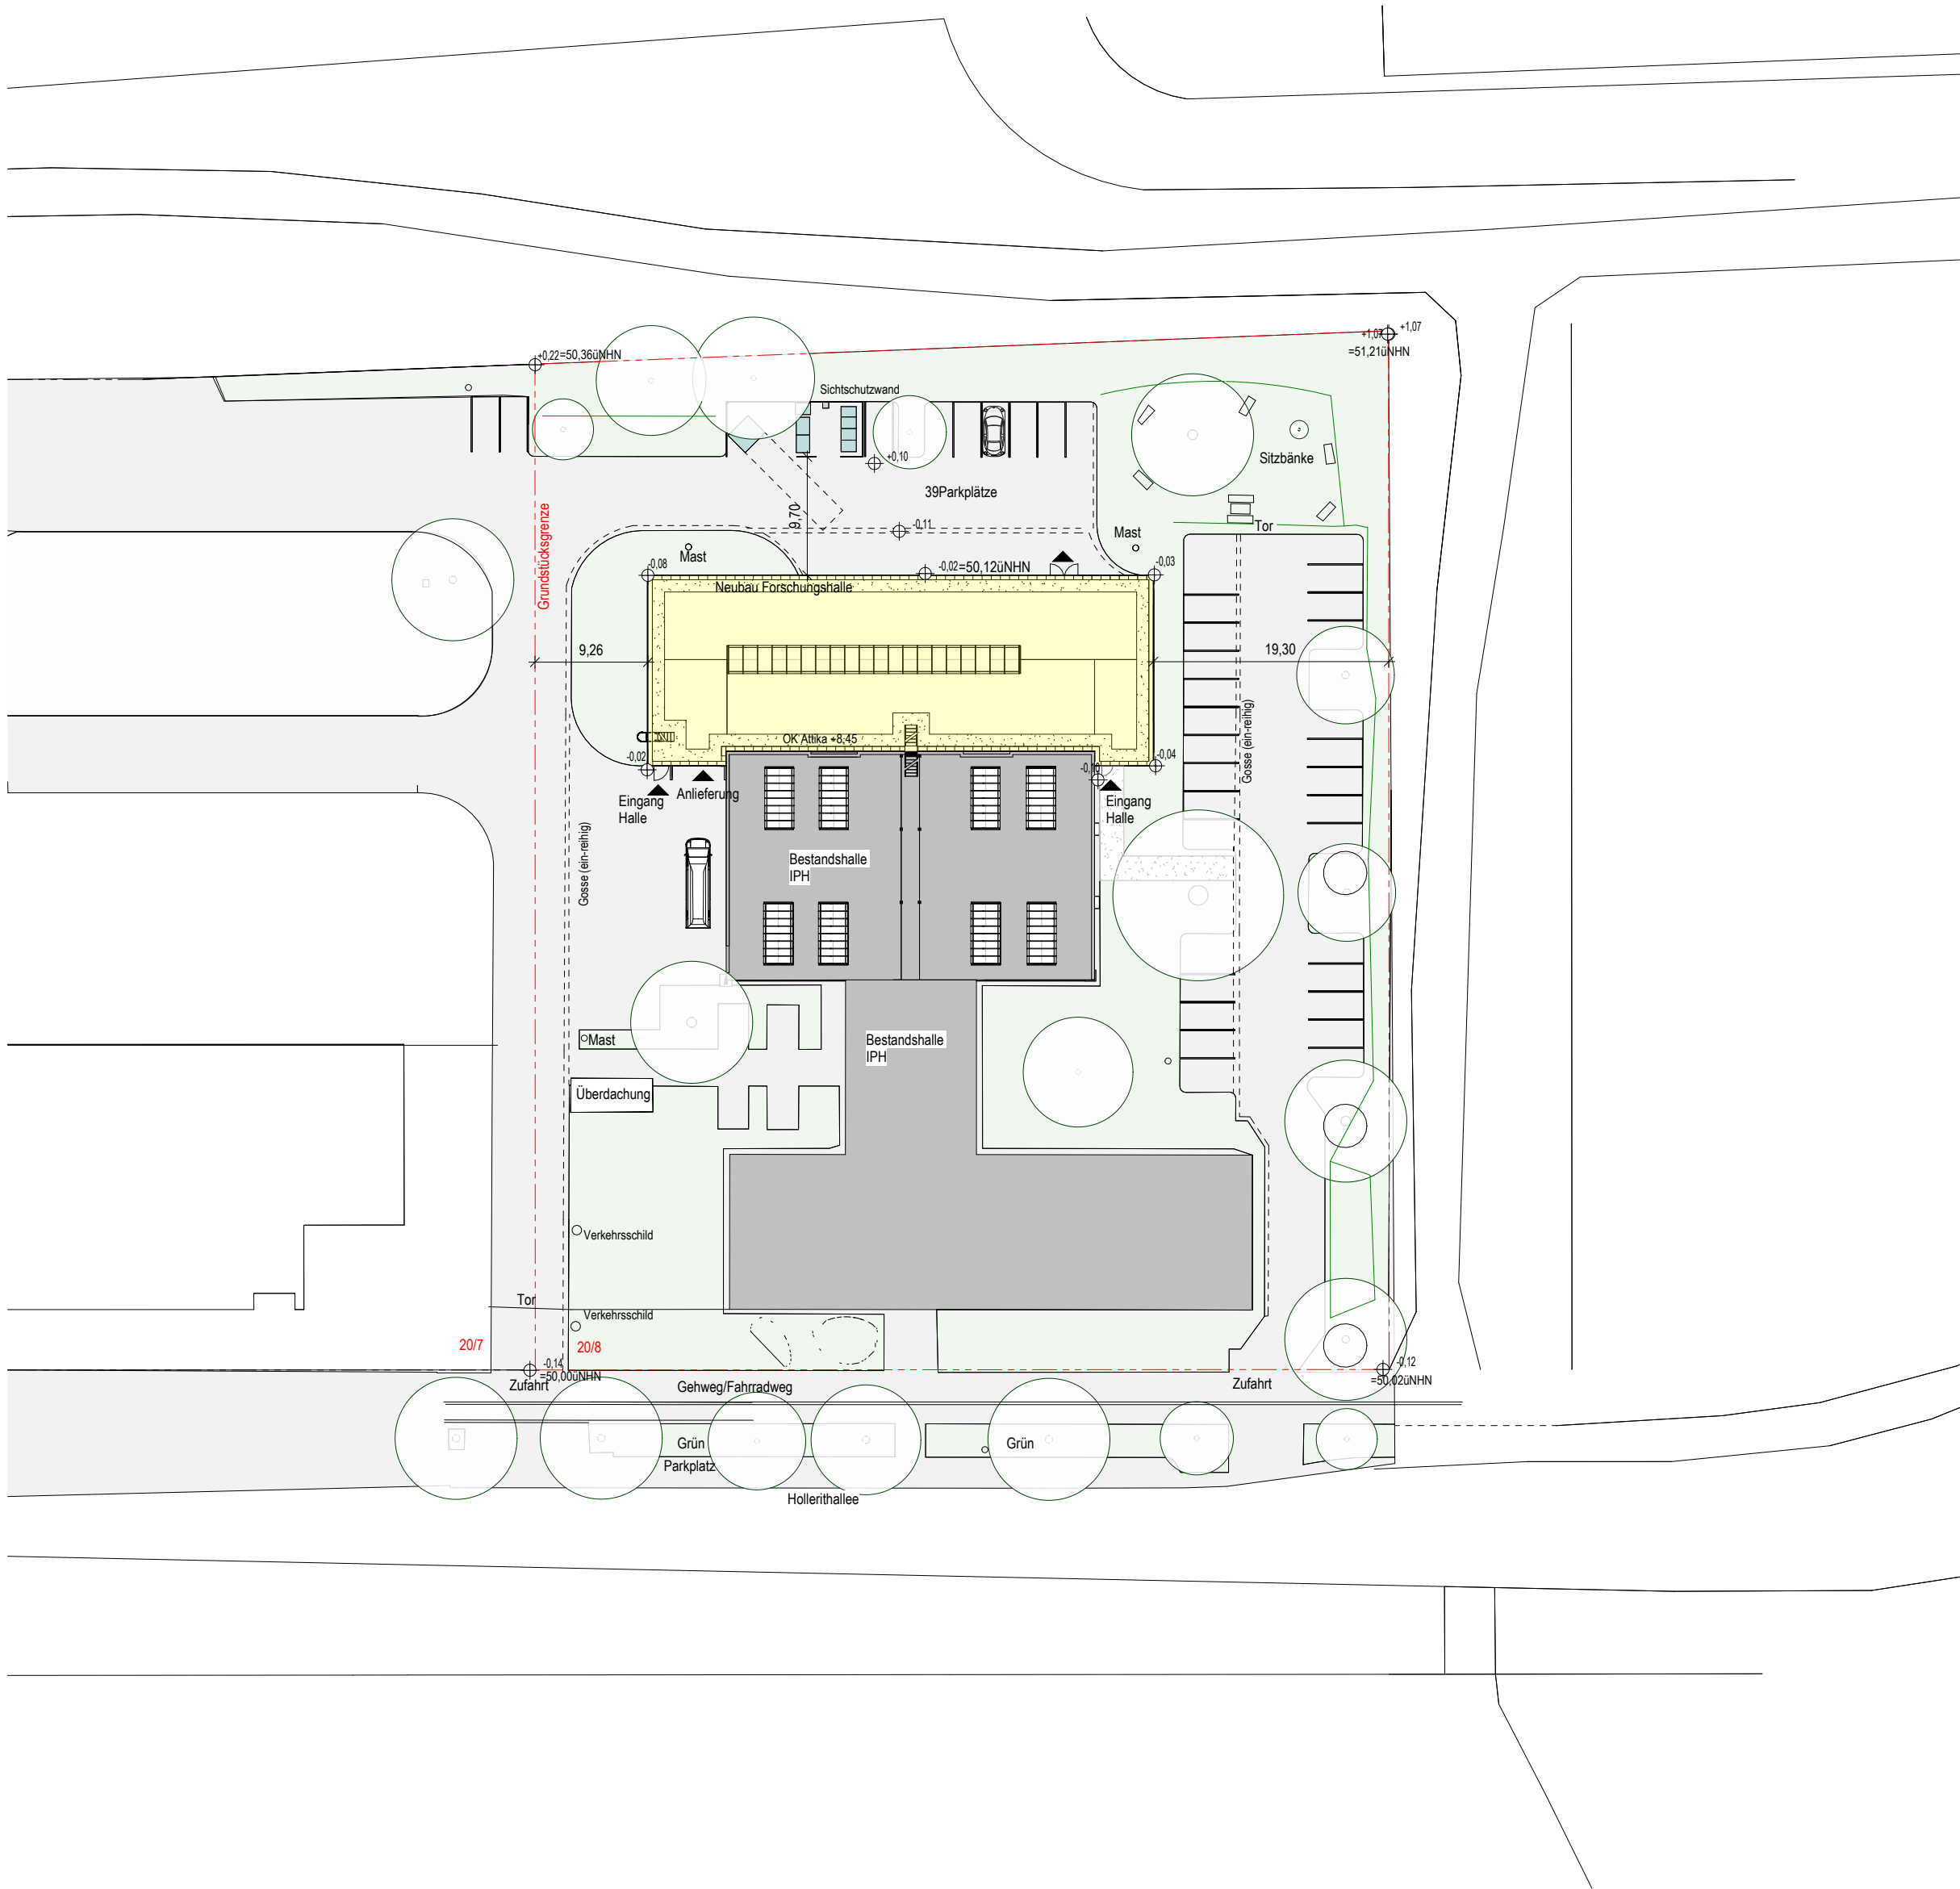 +1,07
+1,07
=51,21üNHN
+0,22=50,36üNHN
Sichtschutzwand
Sitzbänke
+0,10
39Parkplätze
9,70
Grundstücksgrenze
-0,11
Mast
Tor
Mast
-0,08
-0,02=50,12üNHN
-0,03
Neubau Forschungshalle
9,26
19,30
Gosse (ein-reihig)
OK Attika +8,45
-0,02
-0,04
-0,10
Anlieferung
Eingang
Halle
Eingang
Halle
Gosse (ein-reihig)
Bestandshalle
IPH
Mast
Bestandshalle
IPH
Überdachung
Verkehrsschild
Tor
Verkehrsschild
20/7
20/8
-0,14
=50,00üNHN
-0,12
=50,02üNHN
Zufahrt
Gehweg/Fahrradweg
Zufahrt
Grün
Grün
Parkplatz
Hollerithallee